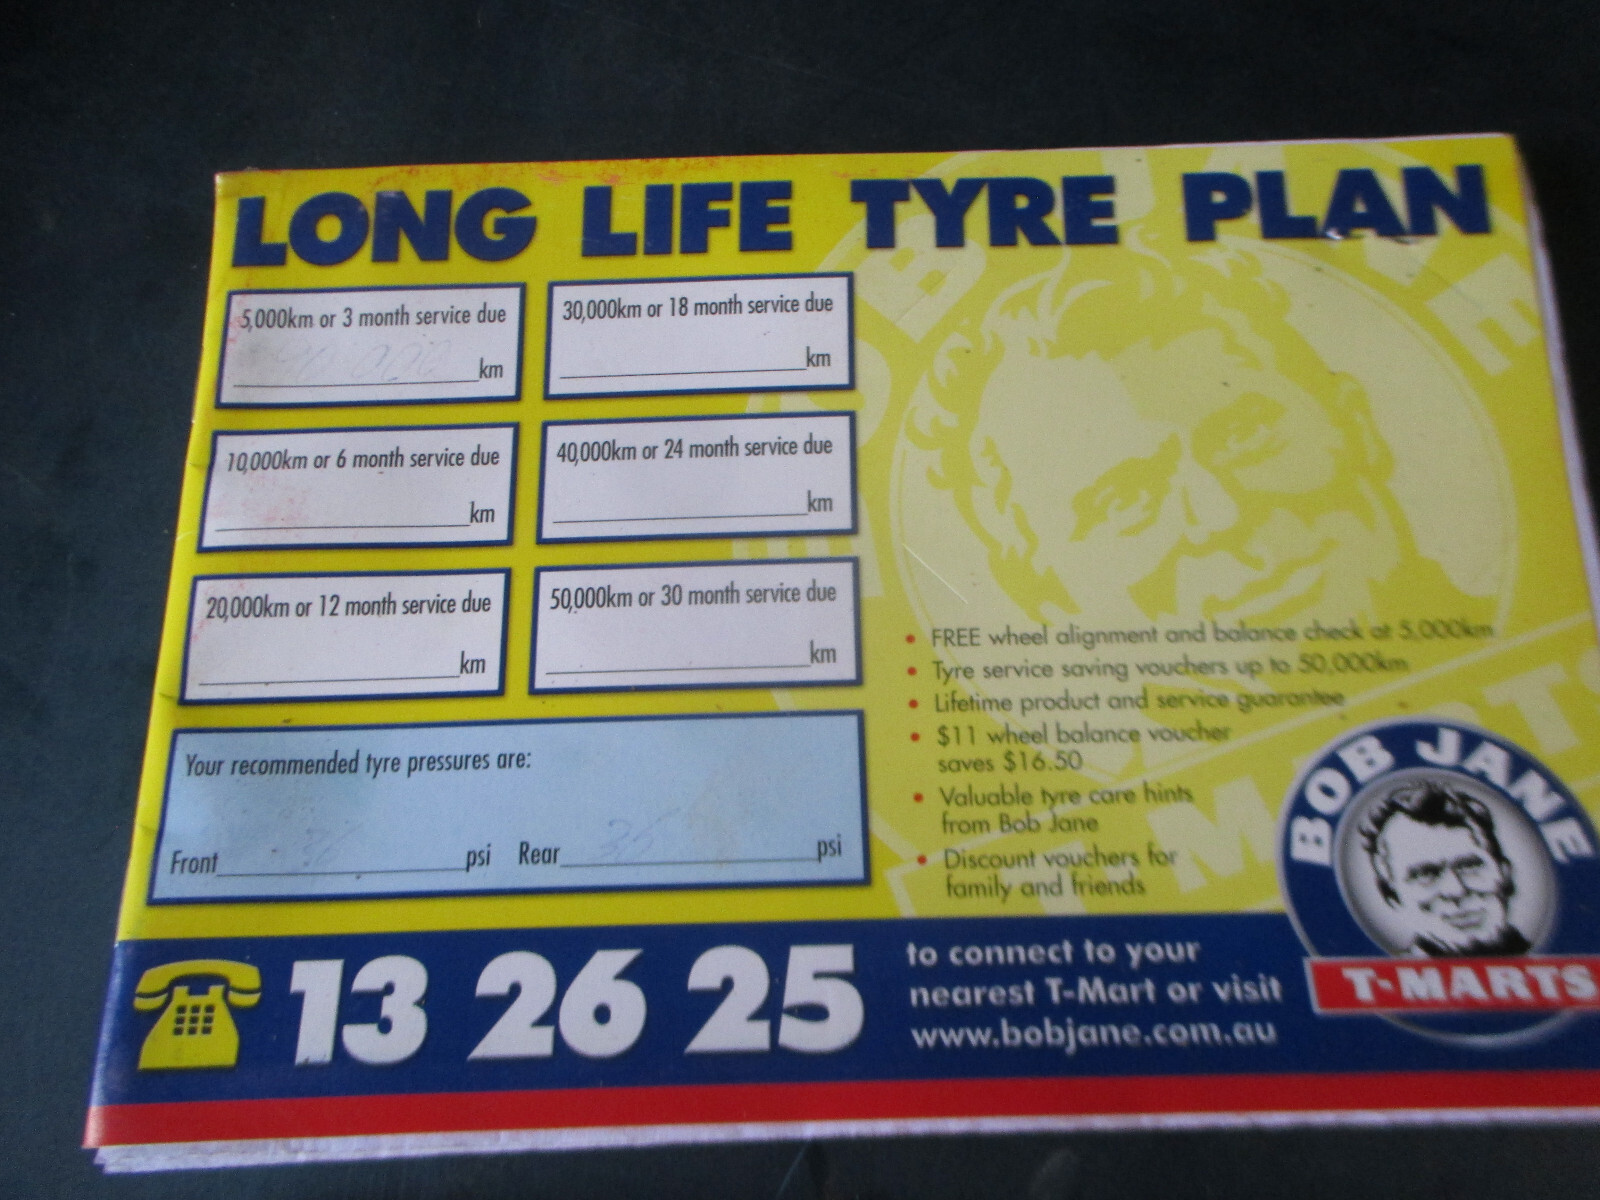 LONG LIFE TYRE PLAN
5,000km or 3 month service due
km
30,000km or 18 month service due
km
10,000km or 6 month service due
km
40,000km or 24 month service due
km
20,000km or 12 month service due
km
50,000km or 30 month service due
km
Your recommended tyre pressures are:
Front psi Rear psi
• FREE wheel alignment and balance check at 5,000km
• Tyre service saving vouchers up to 50,000km
• Lifetime product and service guarantee
• $11 wheel balance voucher
saves $16.50
• Valuable tyre care hints
from Bob Jane
• Discount vouchers for
family and friends
BOB JANE
T-MARTS
13 26 25
to connect to your
nearest T-Mart or visit
www.bobjane.com.au